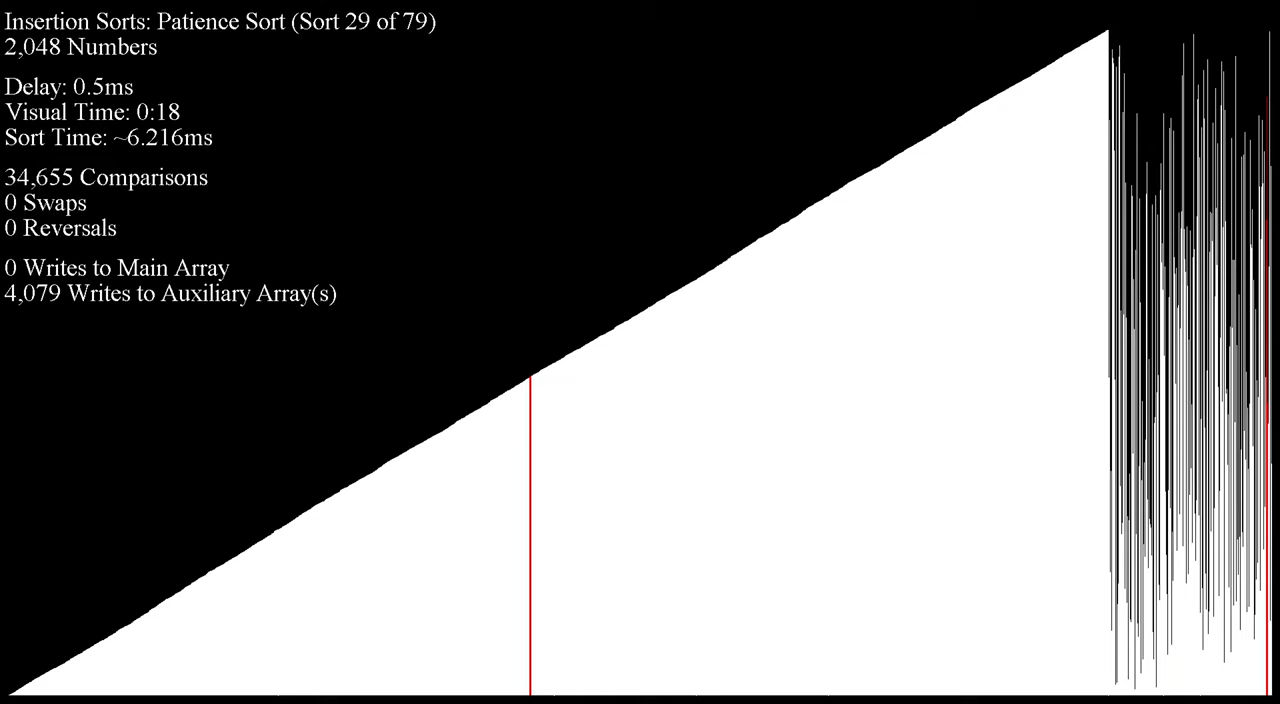 Insertion Sorts: Patience Sort (Sort 29 of 79)
2,048 Numbers
Delay: 0.5ms
Visual Time: 0:18
Sort Time: ~6.216ms
34,655 Comparisons
0 Swaps
0 Reversals
0 Writes to Main Array
4,079 Writes to Auxiliary Array(s)